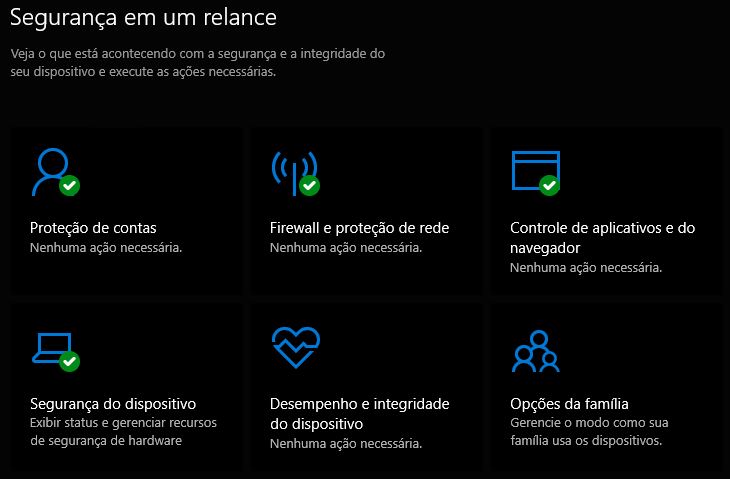 Segurança em um relance
Veja o que está acontecendo com a segurança e a integridade do
seu dispositivo e execute as ações necessárias.
Proteção de contas
Nenhuma ação necessária.
Firewall e proteção de rede
Nenhuma ação necessária.
Controle de aplicativos e do
navegador
Nenhuma ação necessária.
Segurança do dispositivo
Exibir status e gerenciar recursos
de segurança de hardware
Desempenho e integridade
do dispositivo
Nenhuma ação necessária.
Opções da família
Gerencie o modo como sua
família usa os dispositivos.